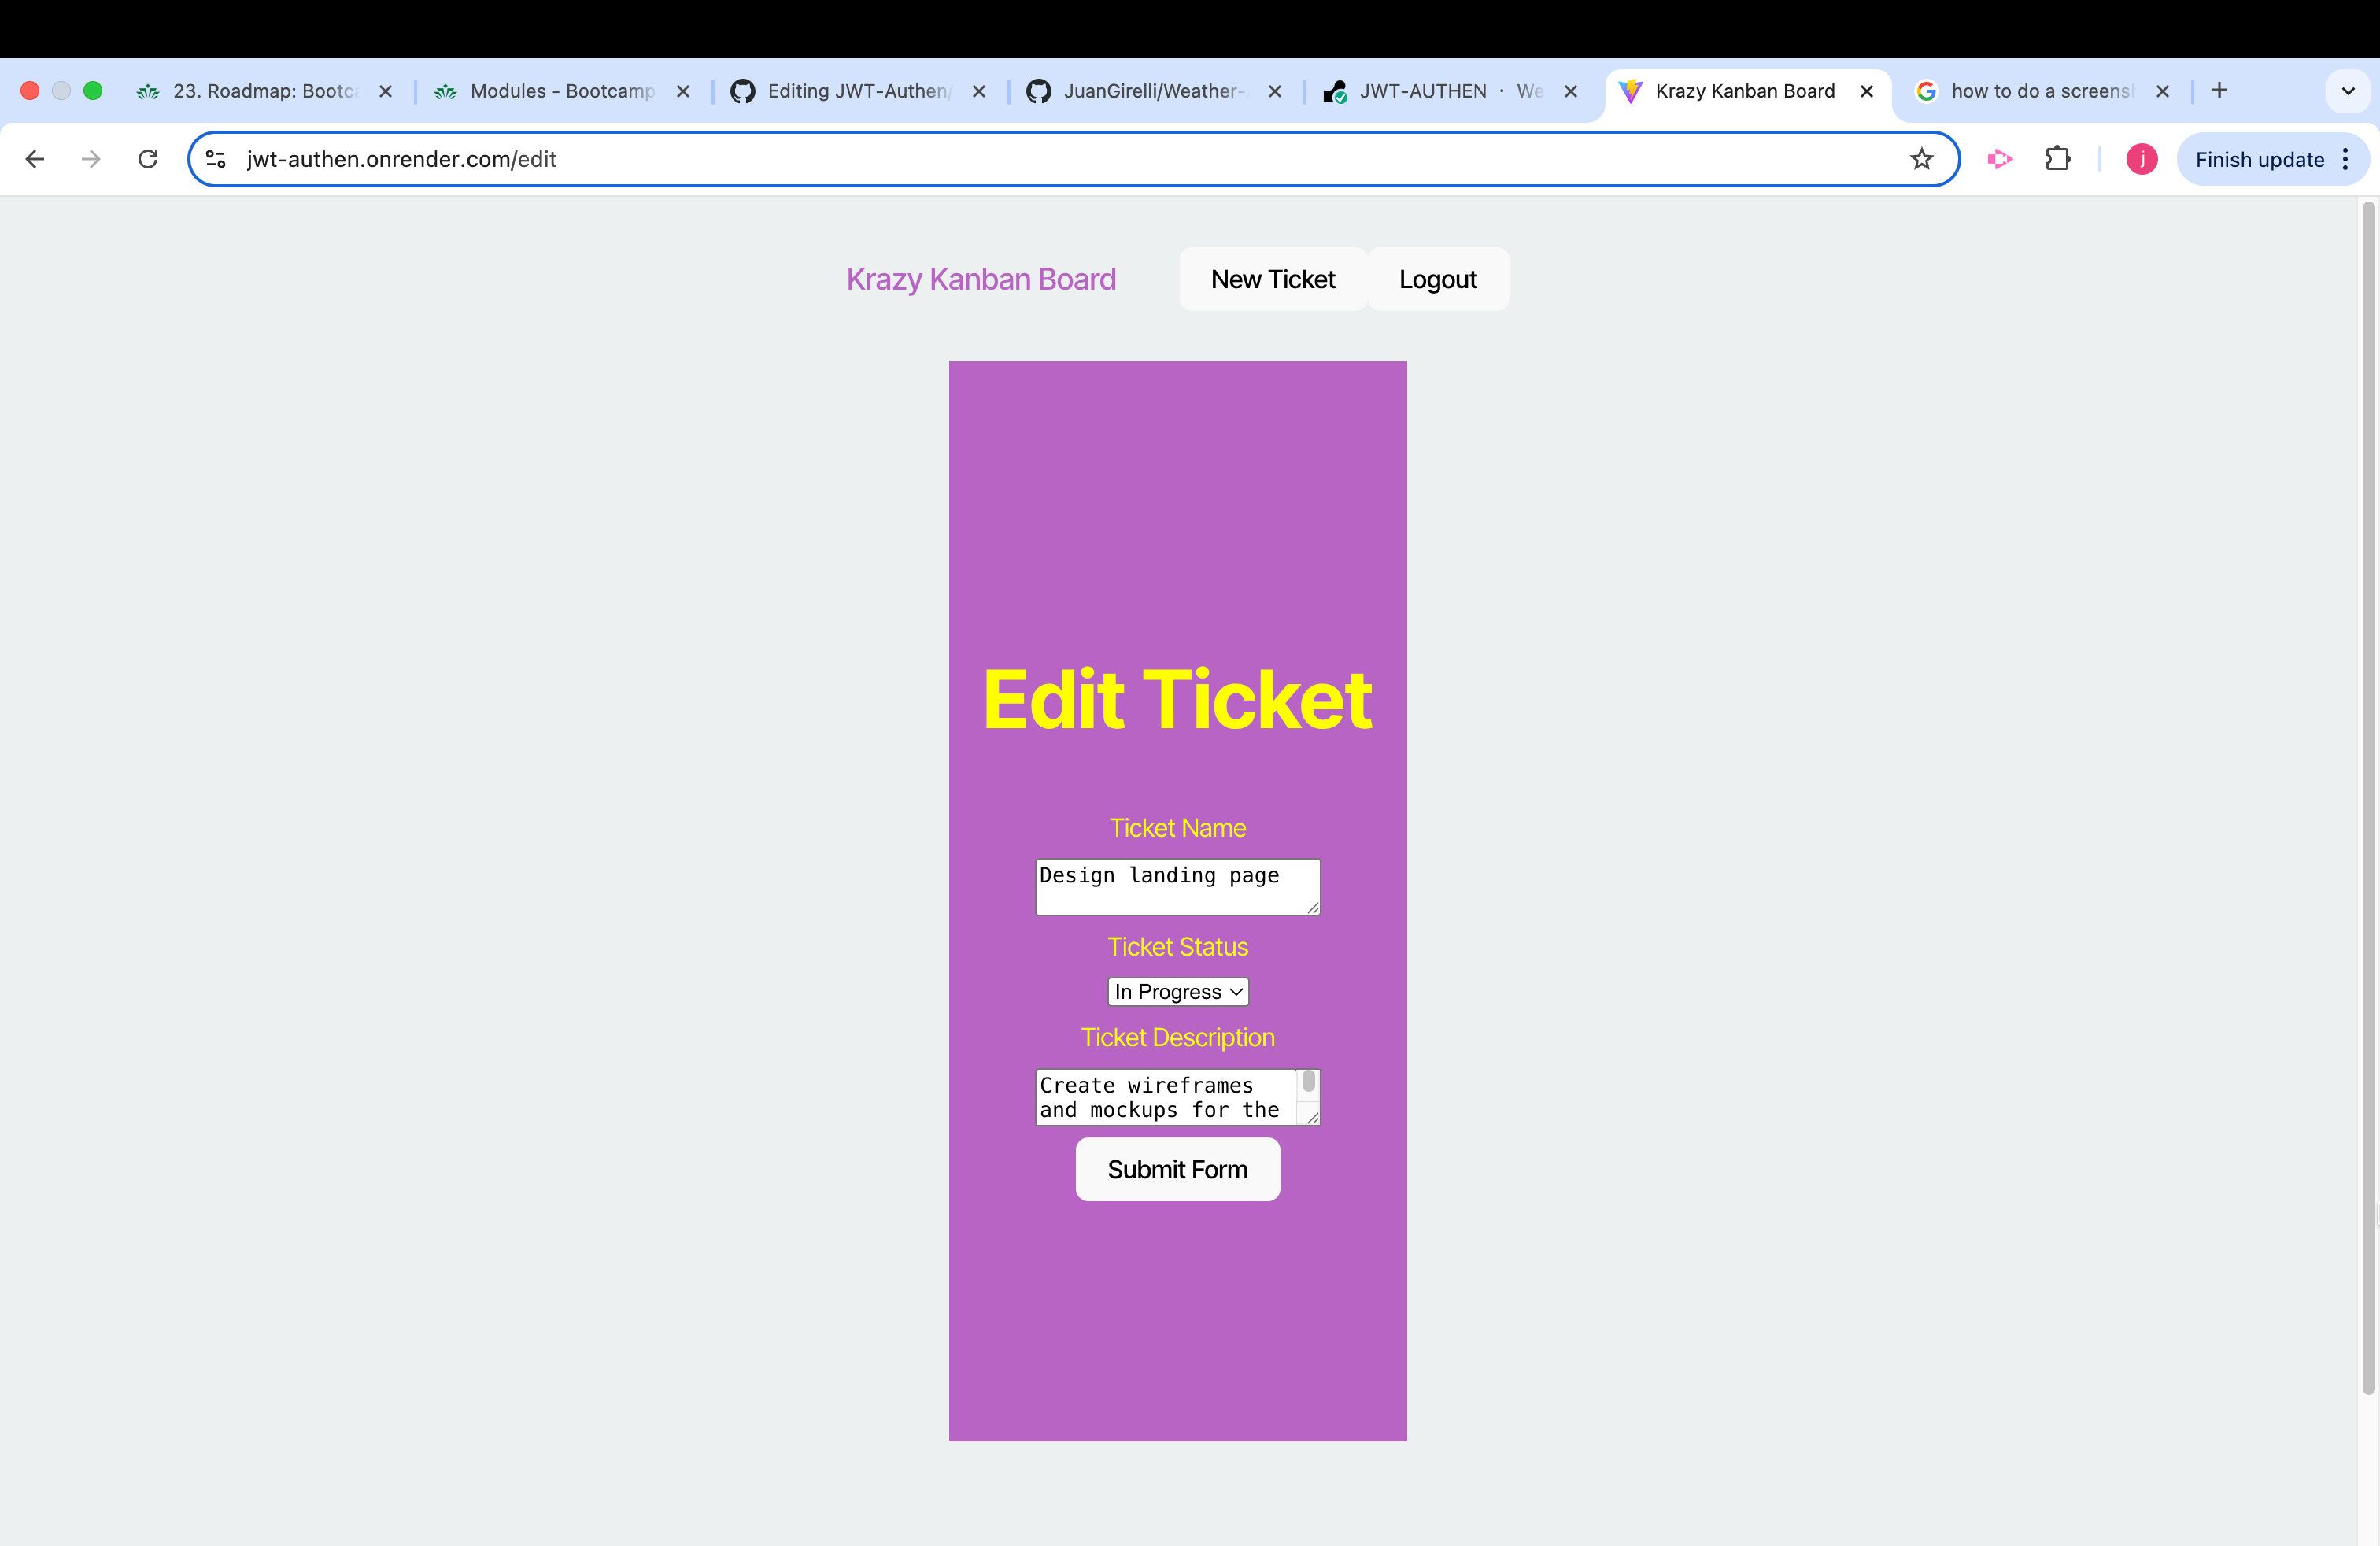 23. Roadmap: Bootca
Modules - Bootcamp
Editing JWT-Authen/
JuanGirelli/Weather-
JWT-AUTHEN · We
Krazy Kanban Board
how to do a screensh
jwt-authen.onrender.com/edit
j
Finish update
Krazy Kanban Board
New Ticket
Logout
Edit Ticket
Ticket Name
Design landing page
Ticket Status
In Progress
Ticket Description
Create wireframes
and mockups for the
Submit Form